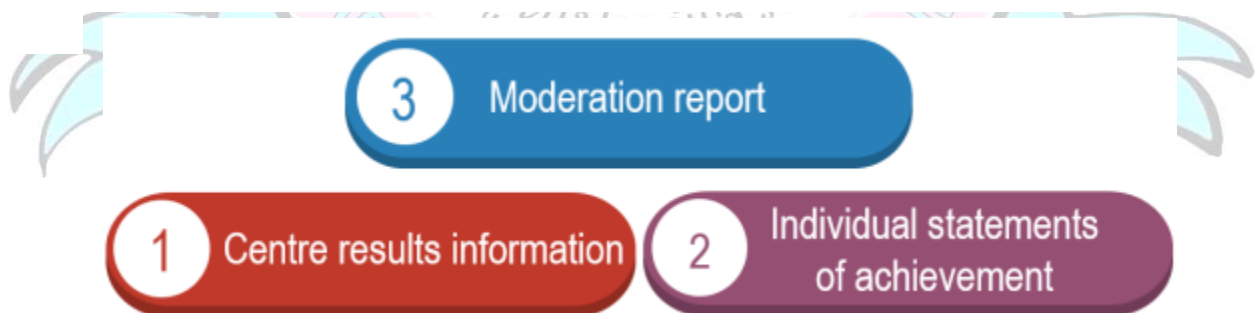 3 Moderation report
1 Centre results information
2 Individual statements
of achievement